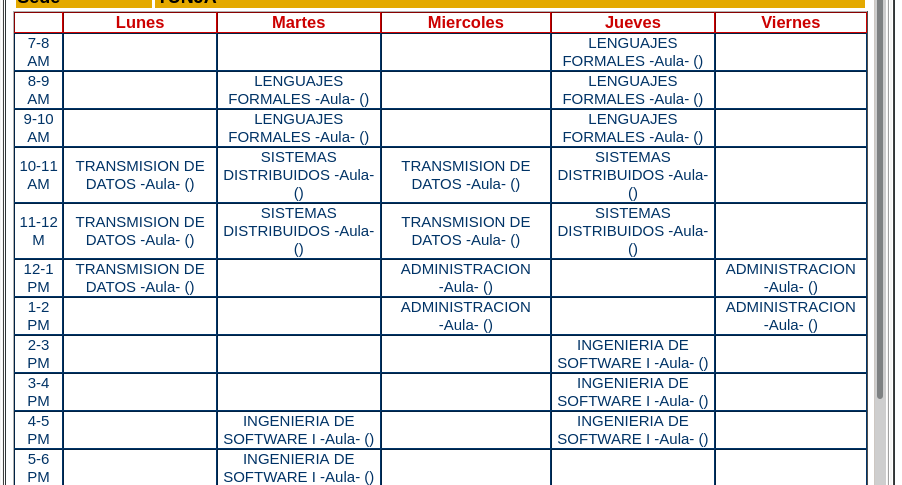 Sede TUNJA
Lunes Martes Miercoles Jueves Viernes
7-8 LENGUAJES
AM FORMALES -Aula- ()
8-9 LENGUAJES LENGUAJES
AM FORMALES -Aula- () FORMALES -Aula- ()
9-10 LENGUAJES LENGUAJES
AM FORMALES -Aula- () FORMALES -Aula- ()
SISTEMAS SISTEMAS
10-11 TRANSMISION DE DISTRIBUIDOS -Aula- TRANSMISION DE DISTRIBUIDOS -Aula-
AM DATOS -Aula- () () DATOS -Aula- () ()
SISTEMAS SISTEMAS
11-12 TRANSMISION DE DISTRIBUIDOS -Aula- TRANSMISION DE DISTRIBUIDOS -Aula-
M DATOS -Aula- () () DATOS -Aula- () ()
12-1 TRANSMISION DE ADMINISTRACION ADMINISTRACION
PM DATOS -Aula- () -Aula- () -Aula- ()
1-2 ADMINISTRACION ADMINISTRACION
PM -Aula- () -Aula- ()
2-3 INGENIERIA DE
PM SOFTWARE I -Aula- ()
3-4 INGENIERIA DE
PM SOFTWARE I -Aula- ()
4-5 INGENIERIA DE INGENIERIA DE
PM SOFTWARE I -Aula- () SOFTWARE I -Aula- ()
5-6 INGENIERIA DE
PM SOFTWARE I -Aula- ()